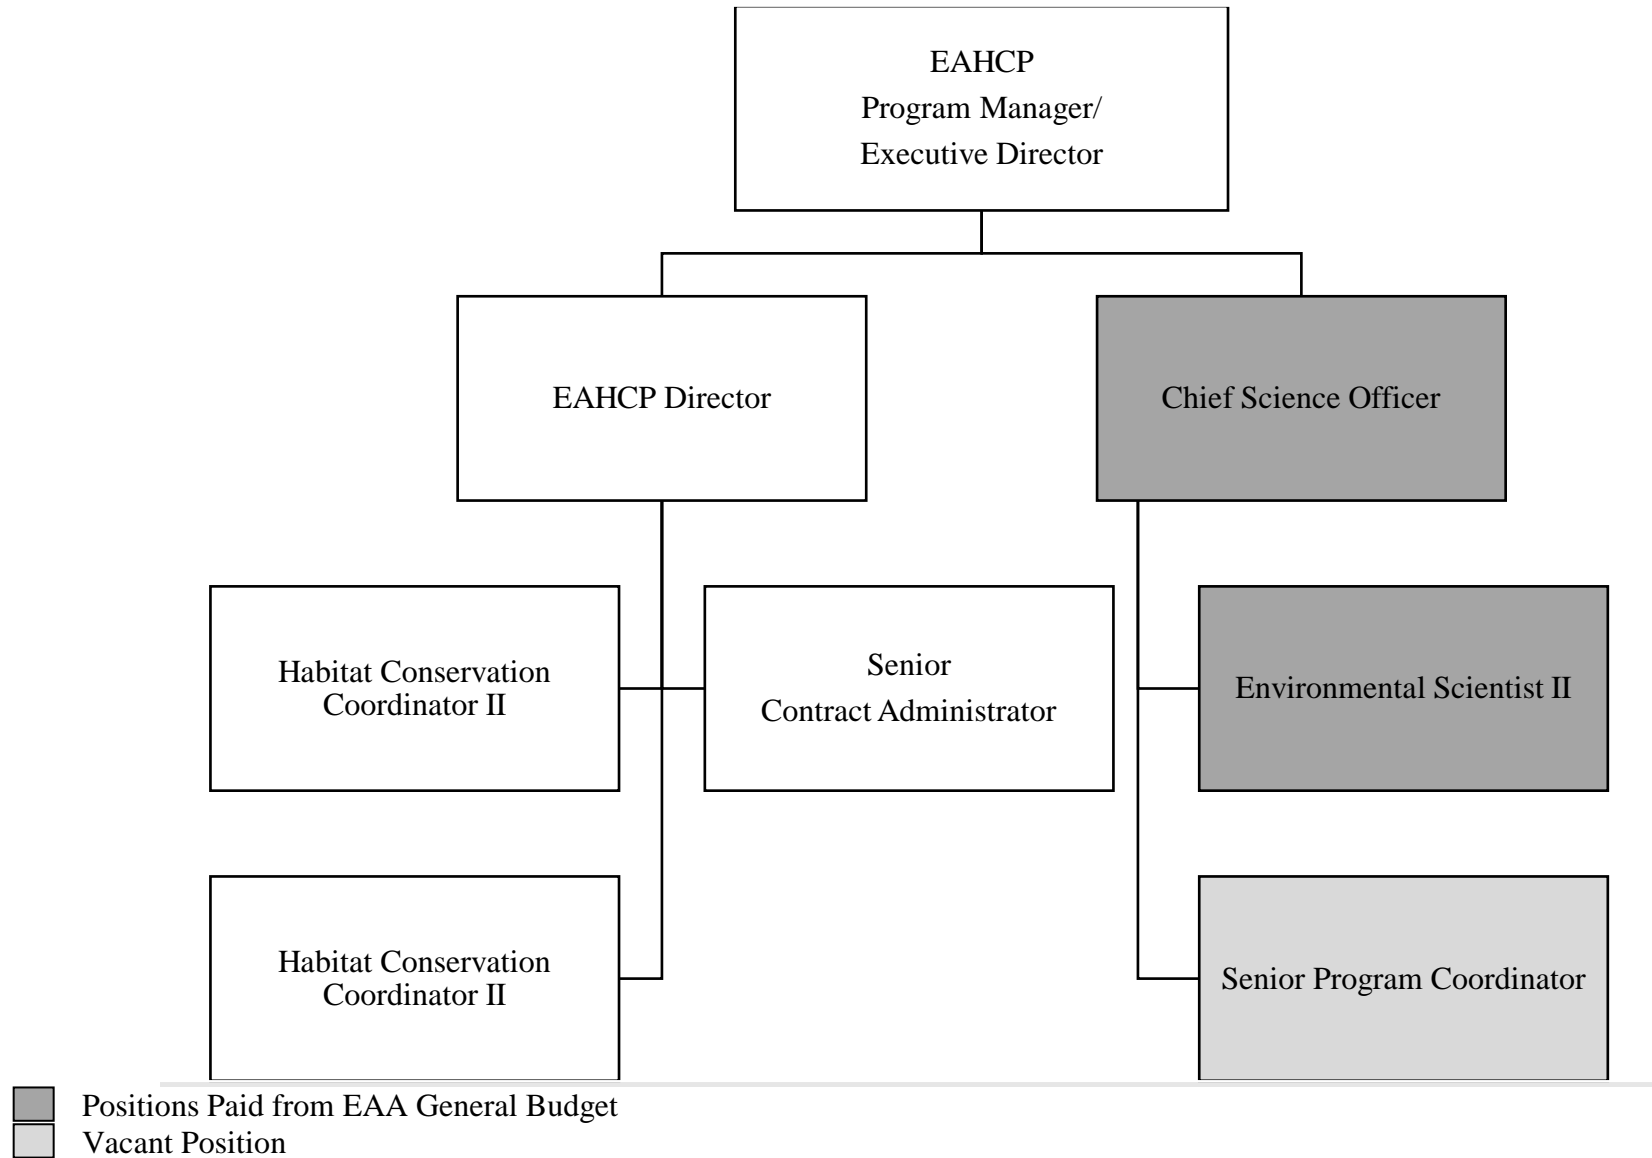 EAHCP
Program Manager/
Executive Director
EAHCP Director
Chief Science Officer
Habitat Conservation
Coordinator II
Senior
Contract Administrator
Environmental Scientist II
Habitat Conservation
Coordinator II
Senior Program Coordinator
Positions Paid from EAA General Budget
Vacant Position